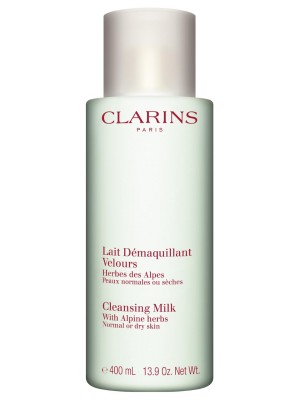 CLARINS
PARIS
Lait Démaquillant
Velours
Herbes des Alpes
Peaux normales ou sèches
Cleansing Milk
With Alpine herbs
Normal or dry skin
℮ 400 mL 13.9 Oz. Net Wt.